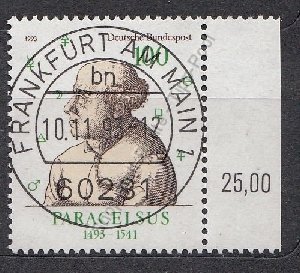 1993 Deutsche Bundespost
100
FRANKFURT AM MAIN 1
bn
10.11.93
60281
PARACELSUS
1493 - 1541
25,00